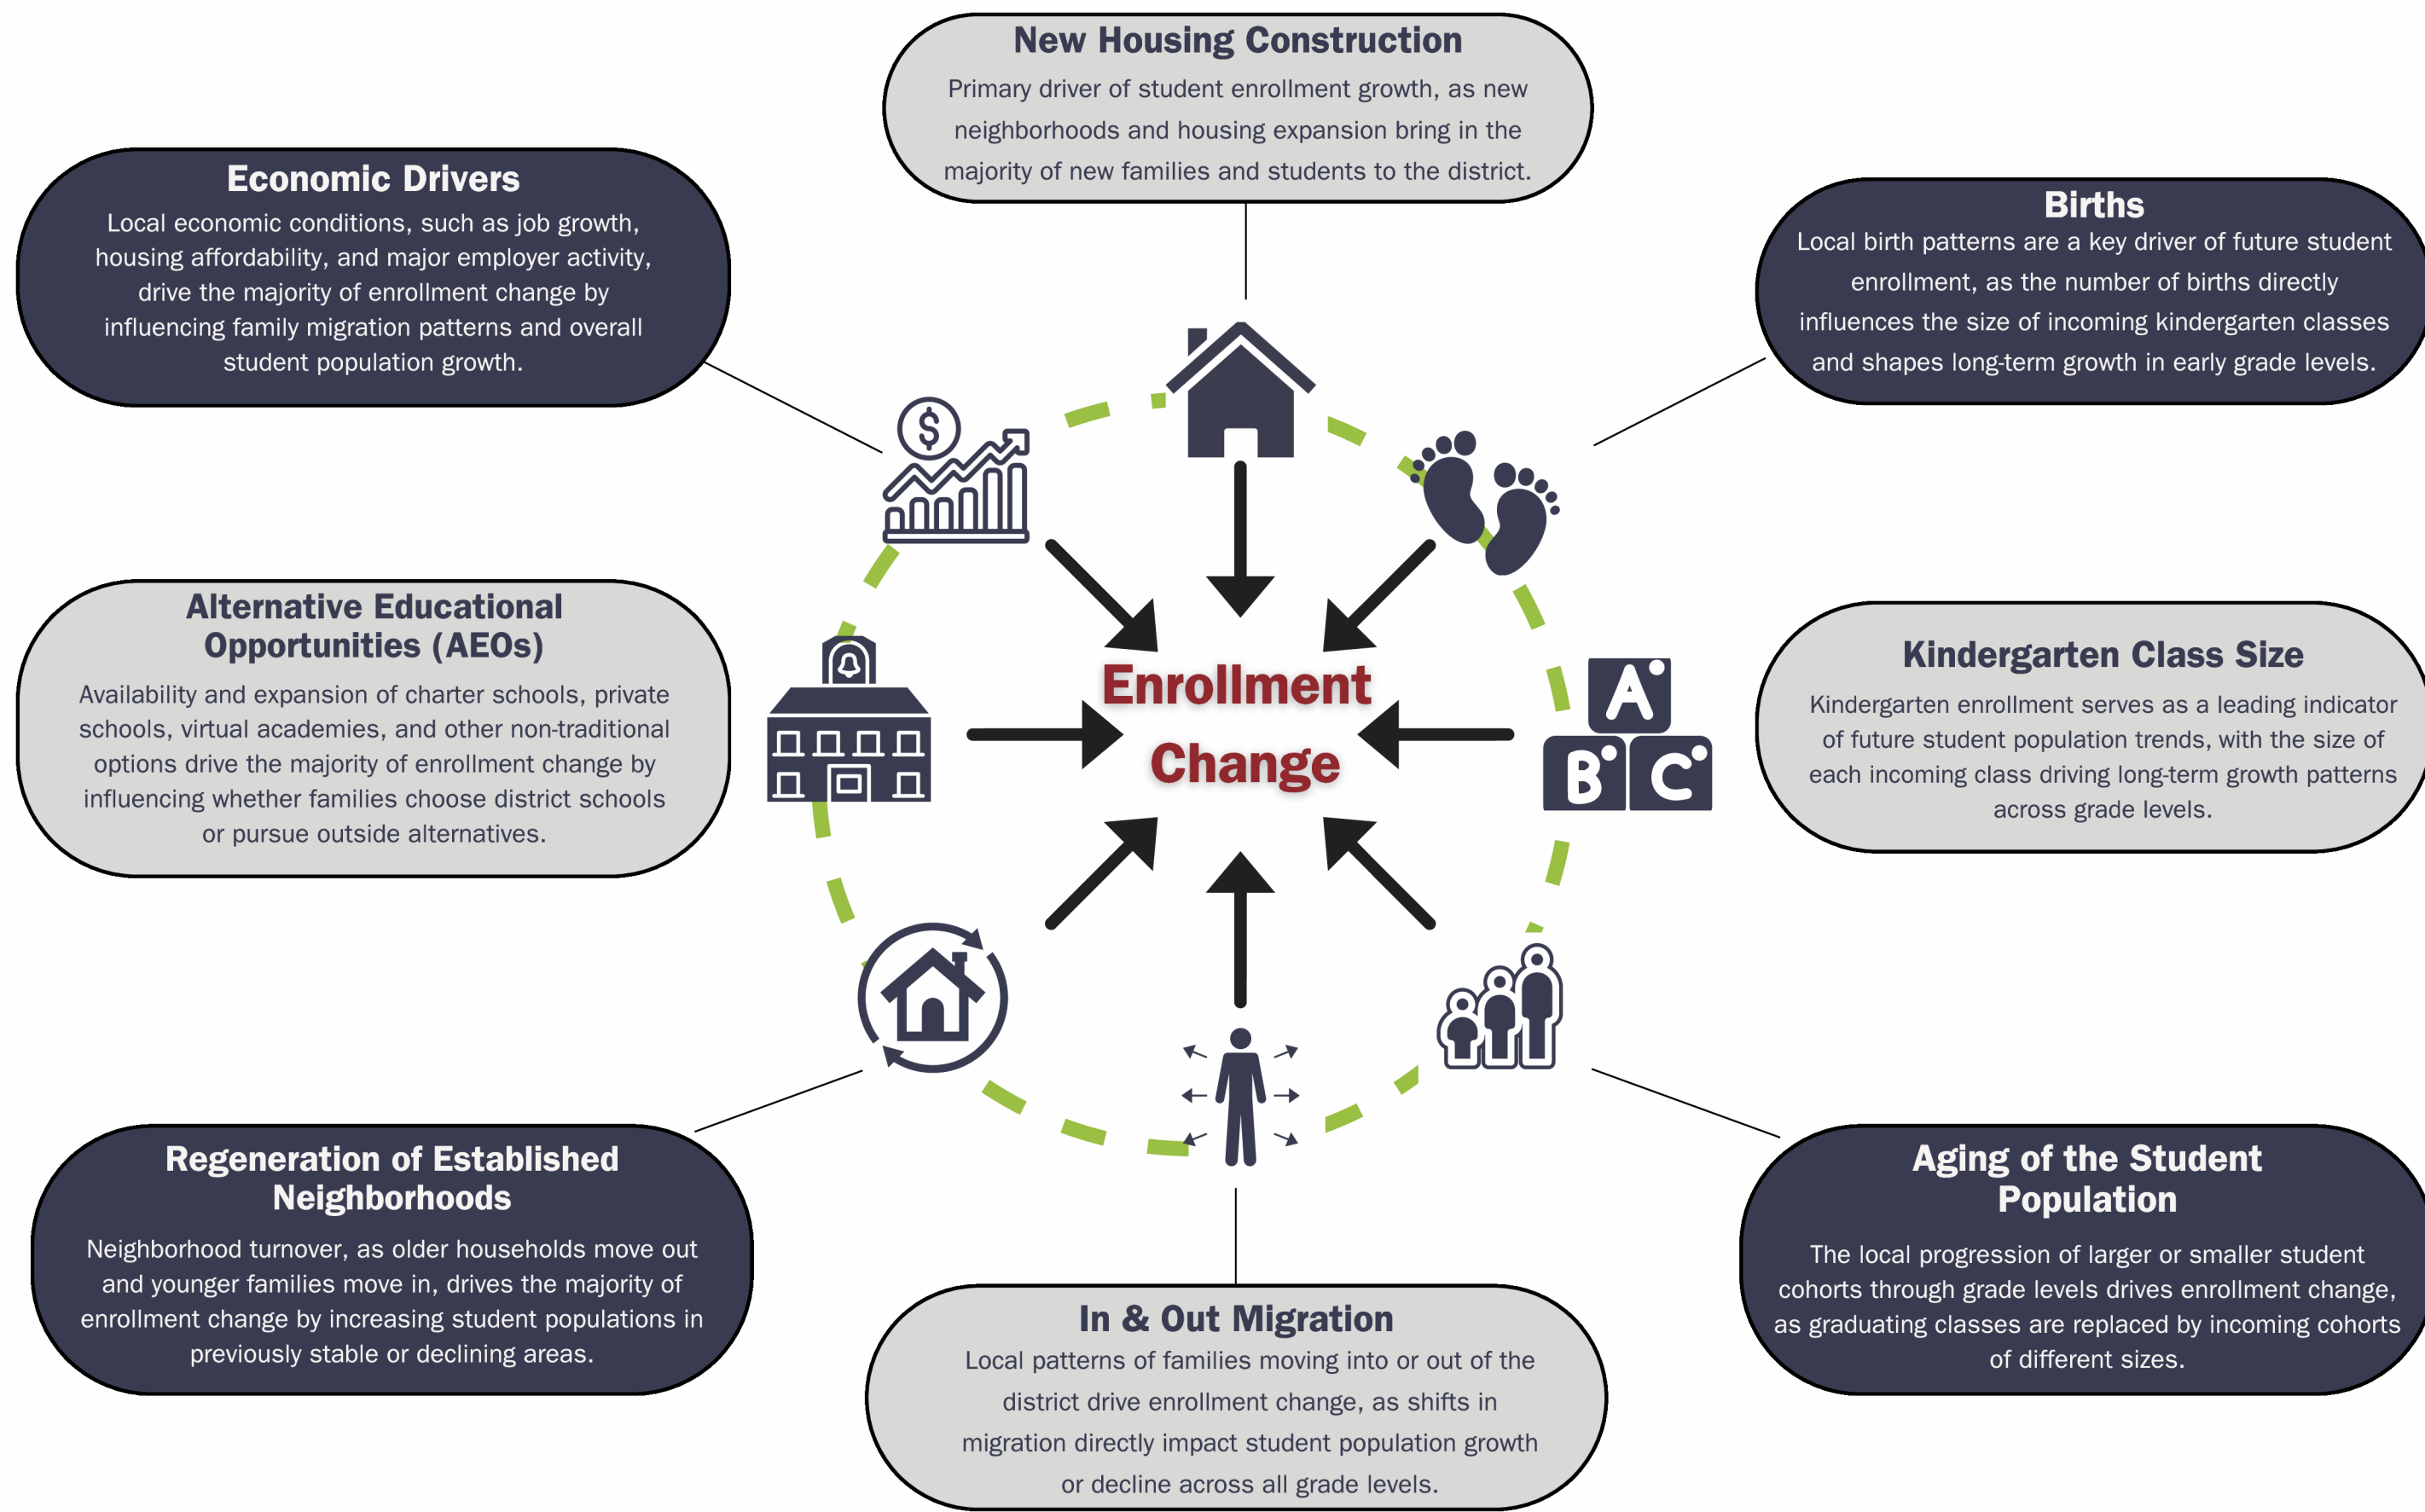 New Housing Construction
Primary driver of student enrollment growth, as new
neighborhoods and housing expansion bring in the
majority of new families and students to the district.
Economic Drivers
Local economic conditions, such as job growth,
housing affordability, and major employer activity,
drive the majority of enrollment change by
influencing family migration patterns and overall
student population growth.
Births
Local birth patterns are a key driver of future student
enrollment, as the number of births directly
influences the size of incoming kindergarten classes
and shapes long-term growth in early grade levels.
$
Alternative Educational
Opportunities (AEOs)
Availability and expansion of charter schools, private
schools, virtual academies, and other non-traditional
options drive the majority of enrollment change by
influencing whether families choose district schools
or pursue outside alternatives.
Enrollment
Change
A
B C
Kindergarten Class Size
Kindergarten enrollment serves as a leading indicator
of future student population trends, with the size of
each incoming class driving long-term growth patterns
across grade levels.
Regeneration of Established
Neighborhoods
Neighborhood turnover, as older households move out
and younger families move in, drives the majority of
enrollment change by increasing student populations in
previously stable or declining areas.
In & Out Migration
Local patterns of families moving into or out of the
district drive enrollment change, as shifts in
migration directly impact student population growth
or decline across all grade levels.
Aging of the Student
Population
The local progression of larger or smaller student
cohorts through grade levels drives enrollment change,
as graduating classes are replaced by incoming cohorts
of different sizes.